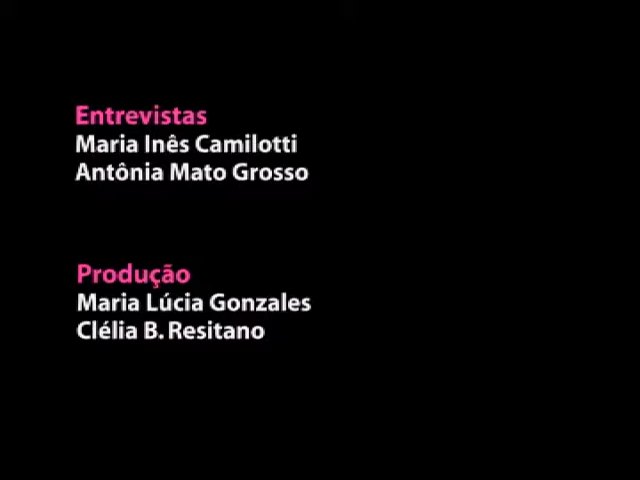 Entrevistas
Maria Inês Camilotti
Antônia Mato Grosso
Produção
Maria Lúcia Gonzales
Clélia B. Resitano